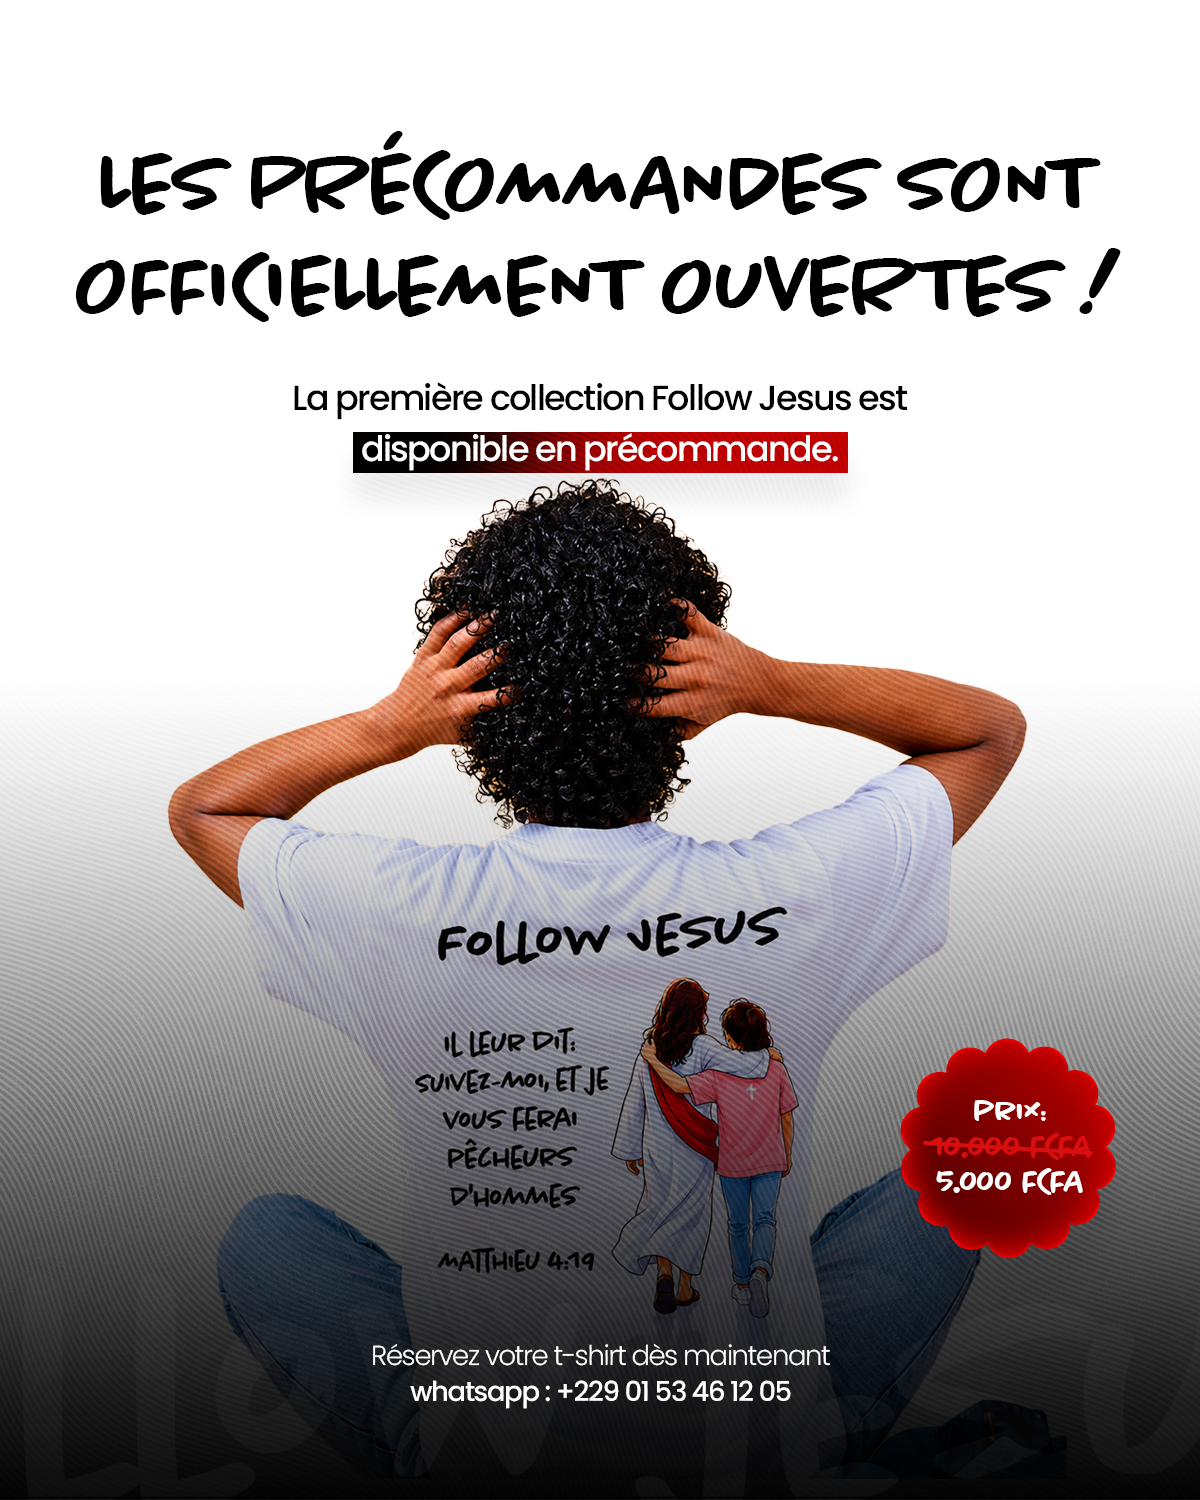 LES PRÉCOMMANDES SONT
OFFICIELLEMENT OUVERTES !
La première collection Follow Jesus est
disponible en précommande.
FOLLOW JESUS
IL LEUR DIT:
SUIVEZ-MOI, ET JE
VOUS FERAI
PÊCHEURS
D'HOMMES
MATTHIEU 4:19
PRIX:
10.000 FCFA
5.000 FCFA
Réservez votre t-shirt dès maintenant
whatsapp : +229 01 53 46 12 05